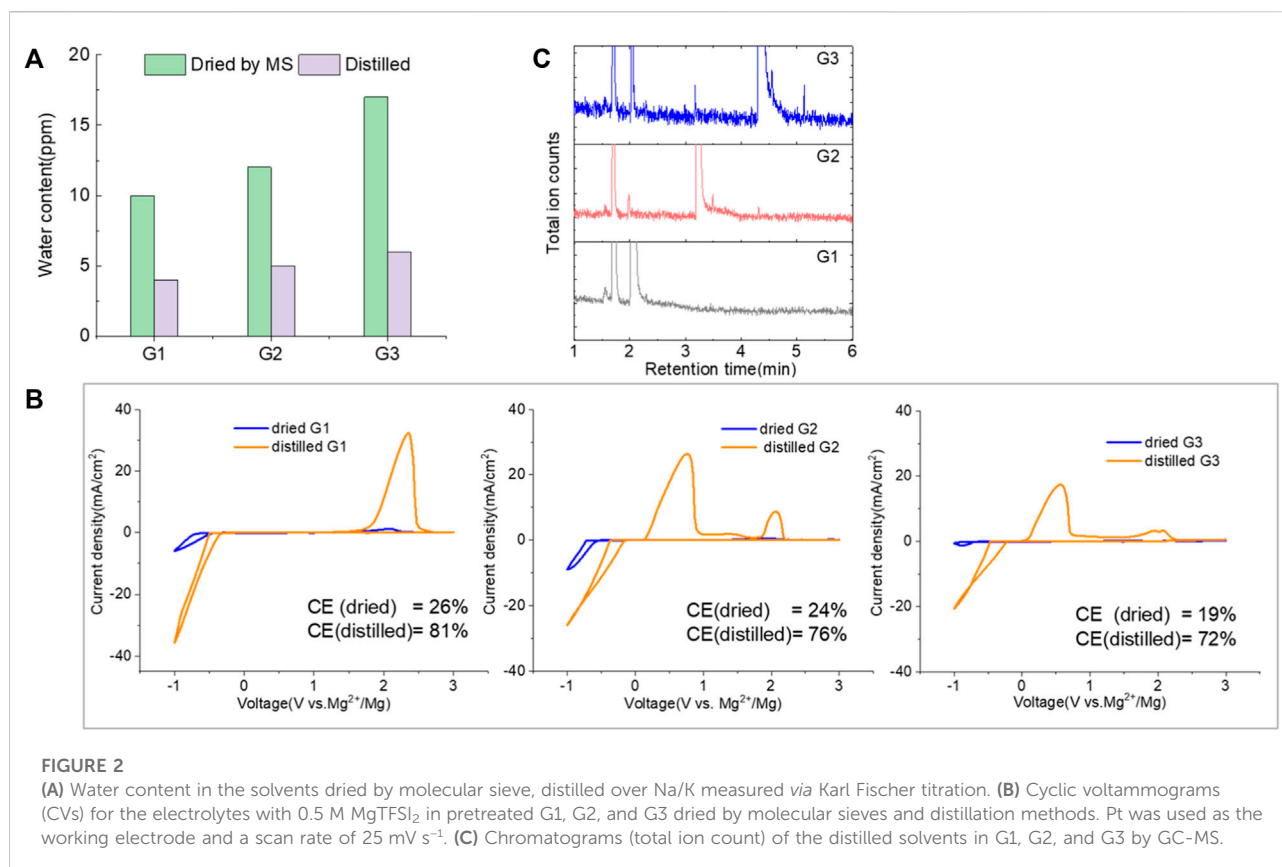 A
Dried by MS
Distilled
Water content(ppm)
20
15
10
5
0
G1
G2
G3
C
Total ion counts
G3
G2
G1
1
2
3
4
5
6
Retention time(min)
B
Current density(mA/cm²)
40
20
0
-20
-40
dried G1
distilled G1
CE (dried) = 26%
CE(distilled)= 81%
-1
0
1
2
3
Voltage(V vs.Mg²⁺/Mg)
Current density(mA/cm²)
40
20
0
-20
-40
dried G2
distilled G2
CE(dried) = 24%
CE(distilled)= 76%
-1
0
1
2
3
Voltage(V vs. Mg²⁺/Mg)
Current density(mA/cm²)
40
20
0
-20
-40
dried G3
distilled G3
CE (dried) = 19%
CE(distilled)= 72%
-1
0
1
2
3
Voltage(V vs.Mg²⁺/Mg)
FIGURE 2
(A) Water content in the solvents dried by molecular sieve, distilled over Na/K measured via Karl Fischer titration. (B) Cyclic voltammograms
(CVs) for the electrolytes with 0.5 M MgTFSI₂ in pretreated G1, G2, and G3 dried by molecular sieves and distillation methods. Pt was used as the
working electrode and a scan rate of 25 mV s⁻¹. (C) Chromatograms (total ion count) of the distilled solvents in G1, G2, and G3 by GC-MS.